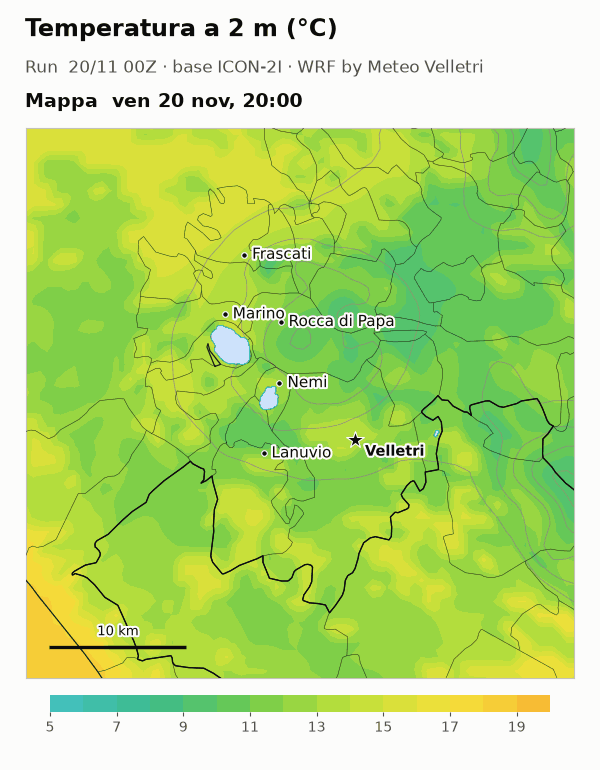 Temperatura a 2 m (°C)
Run  20/11 00Z · base ICON-2I · WRF by Meteo Velletri
Mappa  ven 20 nov, 20:00
Frascati
Marino
Rocca di Papa
Nemi
Velletri
Lanuvio
10 km
5 7 9 11 13 15 17 19